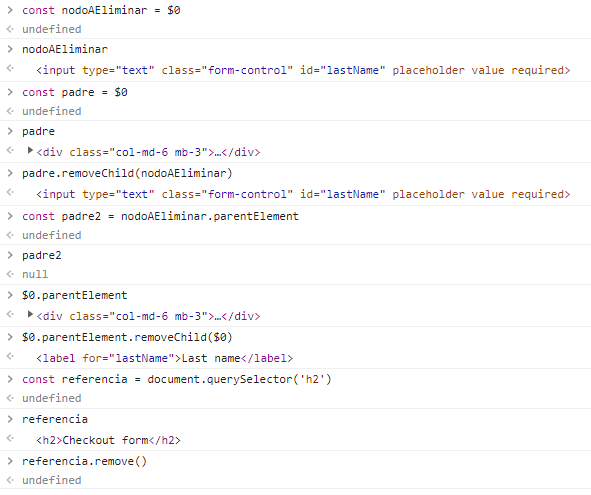 > const nodoAEliminar = $0
< undefined
> nodoAEliminar
< <input type="text" class="form-control" id="lastName" placeholder value required>
> const padre = $0
< undefined
> padre
< ▶<div class="col-md-6 mb-3">…</div>
> padre.removeChild(nodoAEliminar)
< <input type="text" class="form-control" id="lastName" placeholder value required>
> const padre2 = nodoAEliminar.parentElement
< undefined
> padre2
< null
> $0.parentElement
< ▶<div class="col-md-6 mb-3">…</div>
> $0.parentElement.removeChild($0)
< <label for="lastName">Last name</label>
> const referencia = document.querySelector('h2')
< undefined
> referencia
< <h2>Checkout form</h2>
> referencia.remove()
< undefined